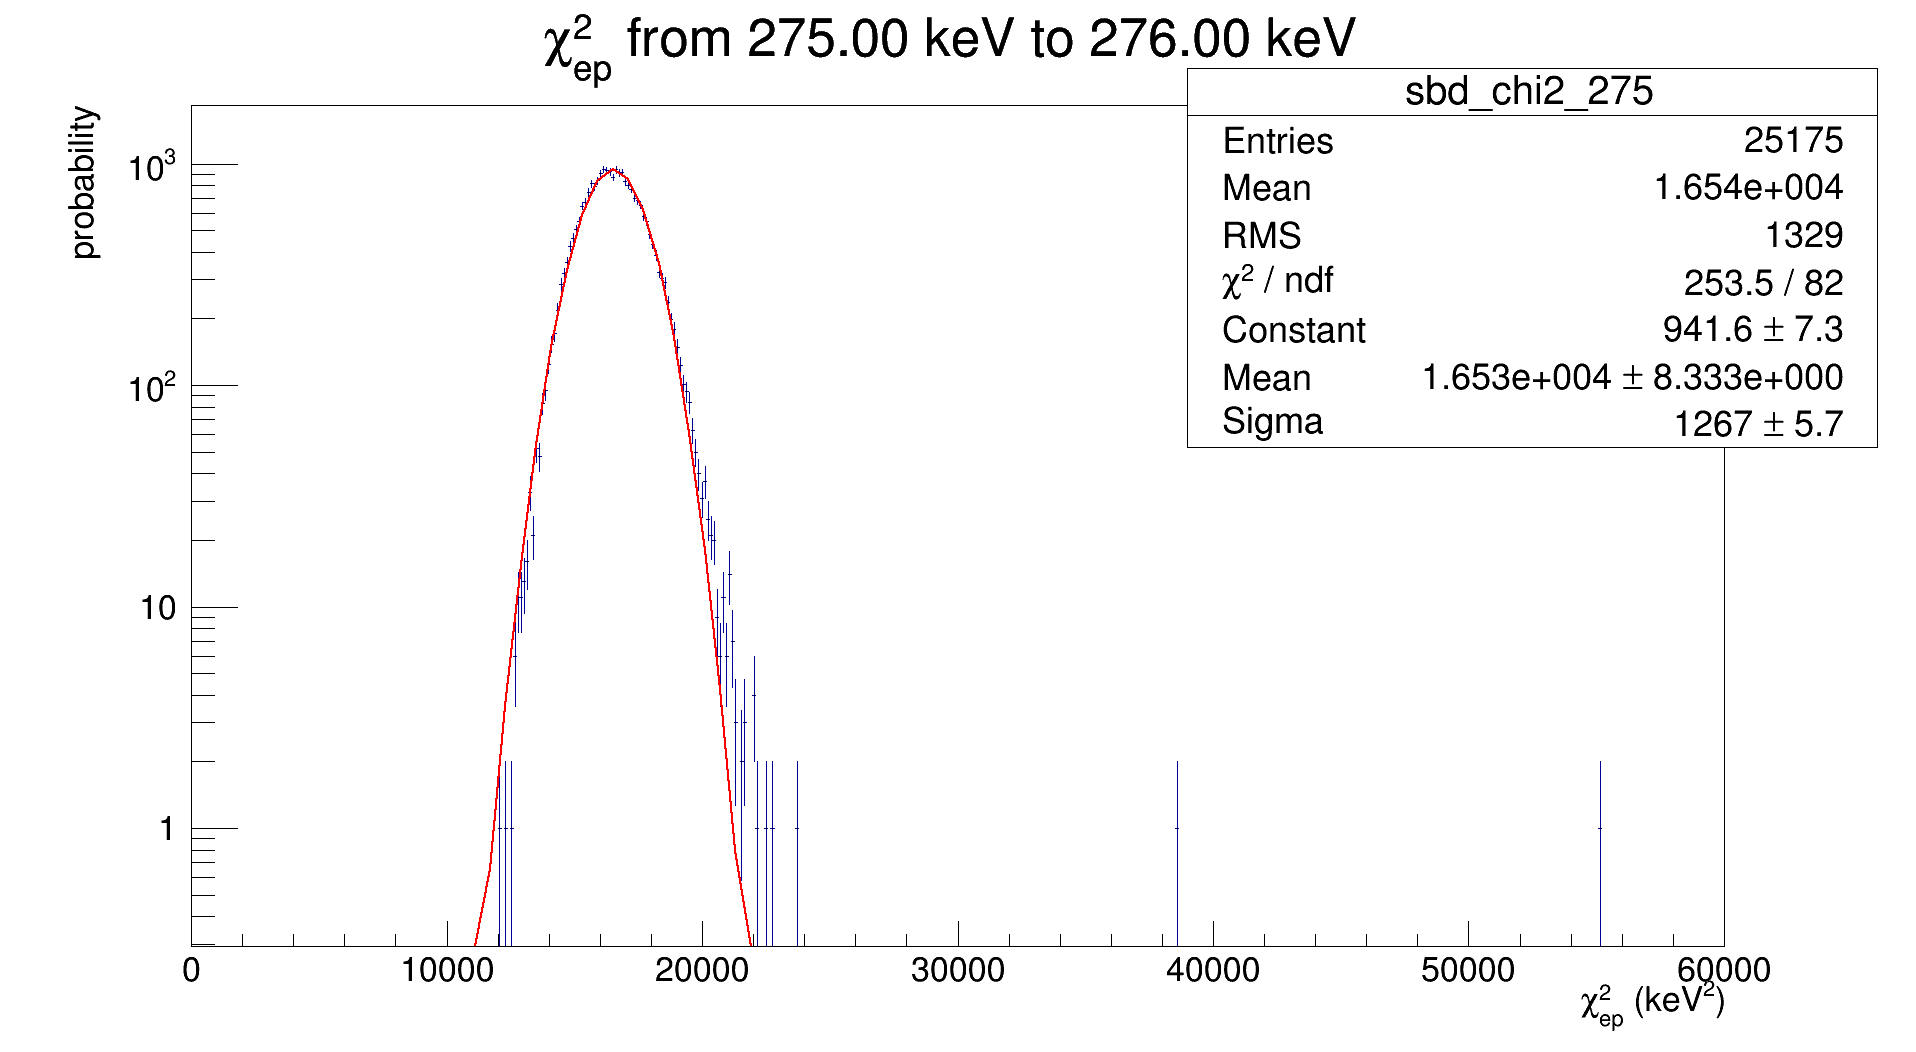 χ²ep from 275.00 keV to 276.00 keV
probability
sbd_chi2_275
Entries 25175
Mean 1.654e+004
RMS 1329
χ² / ndf 253.5 / 82
Constant 941.6 ± 7.3
Mean 1.653e+004 ± 8.333e+000
Sigma 1267 ± 5.7
10³
10²
10
1
0 10000 20000 30000 40000 50000 60000
χ²ep (keV²)